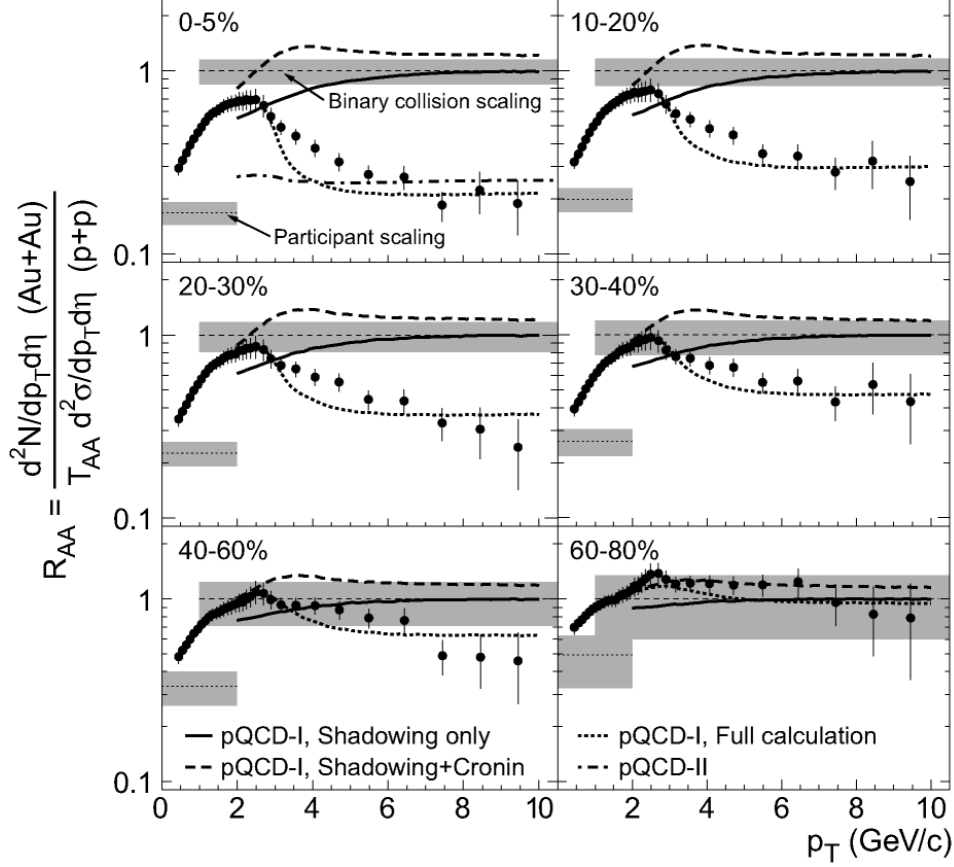 0-5%
10-20%
1
Binary collision scaling
Participant scaling
0.1
20-30%
30-40%
1
0.1
40-60%
60-80%
1
pQCD-I, Shadowing only
pQCD-I, Shadowing+Cronin
pQCD-I, Full calculation
pQCD-II
0.1
0 2 4 6 8 10 2 4 6 8 10
p_T (GeV/c)
R_AA = d²N/dp_Tdη (Au+Au)
T_AA d²σ/dp_Tdη (p+p)